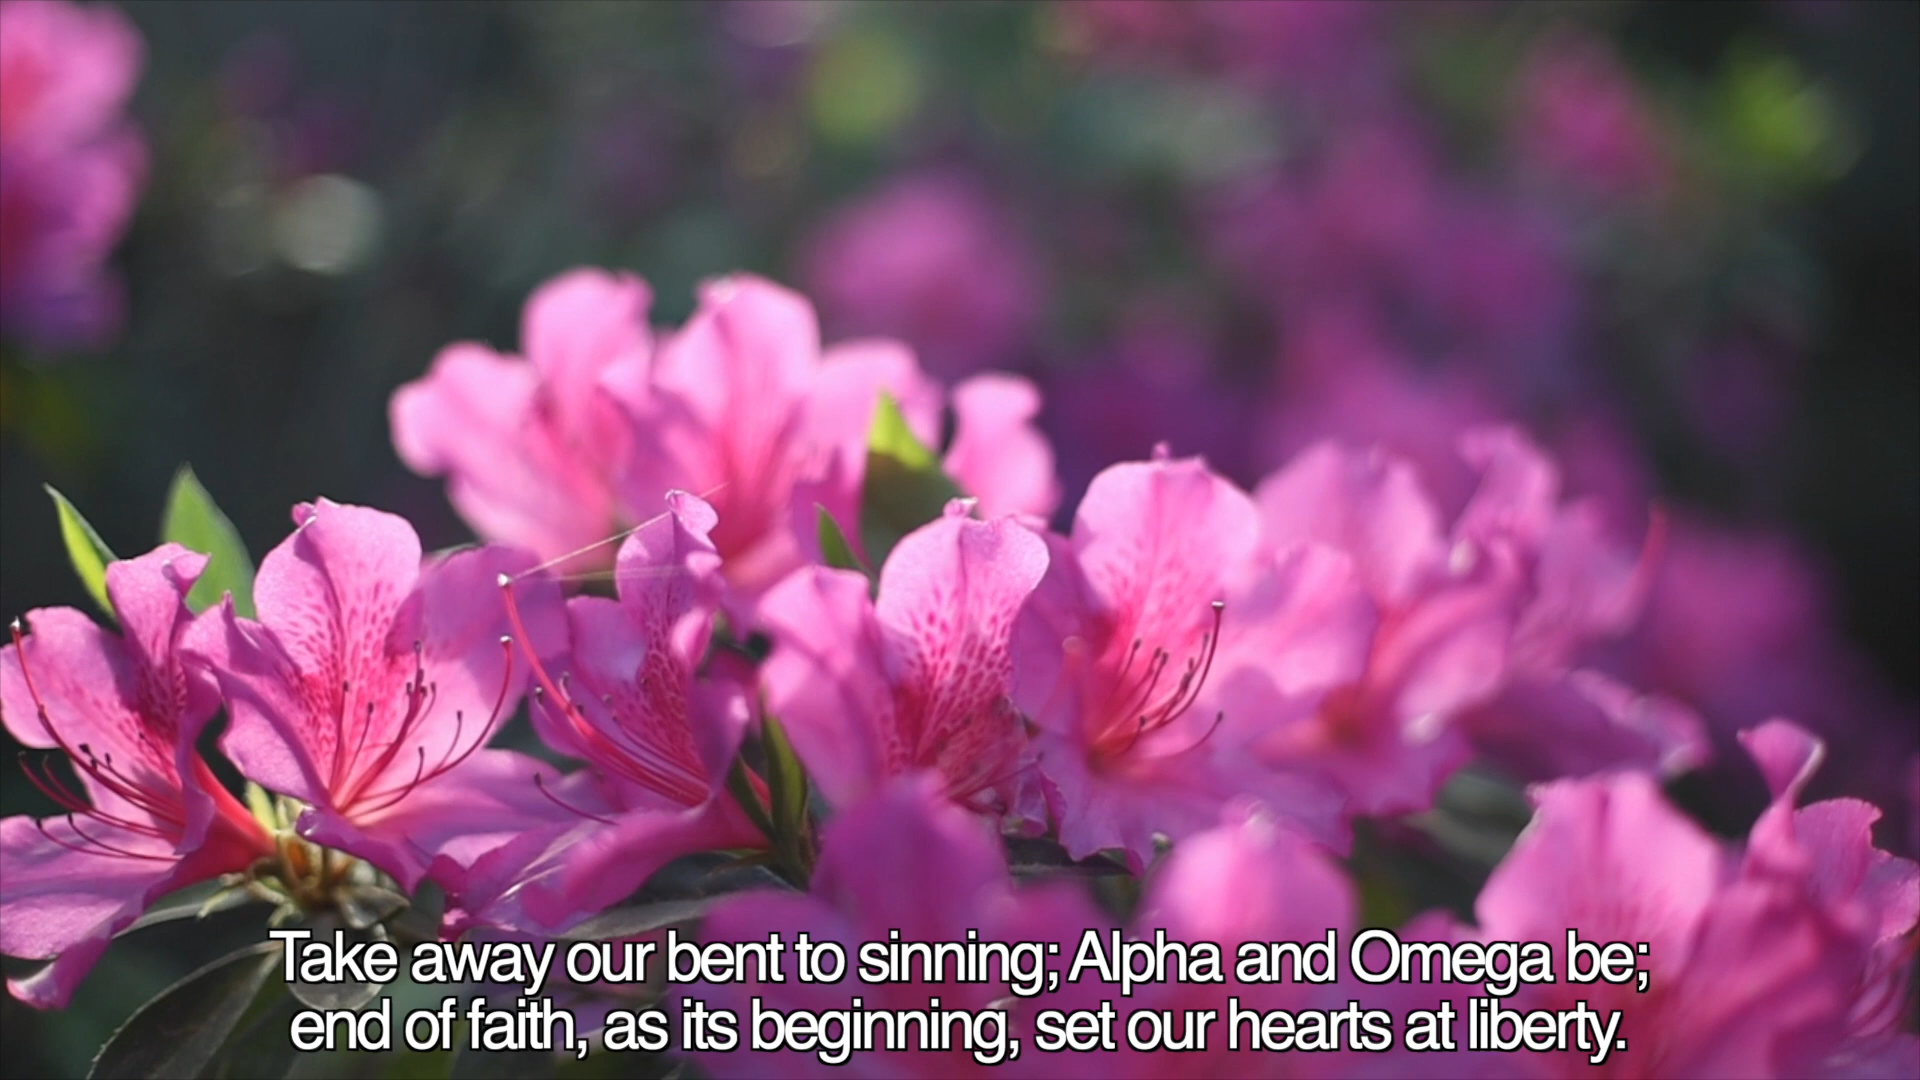 Take away our bent to sinning; Alpha and Omega be;
end of faith, as its beginning, set our hearts at liberty.